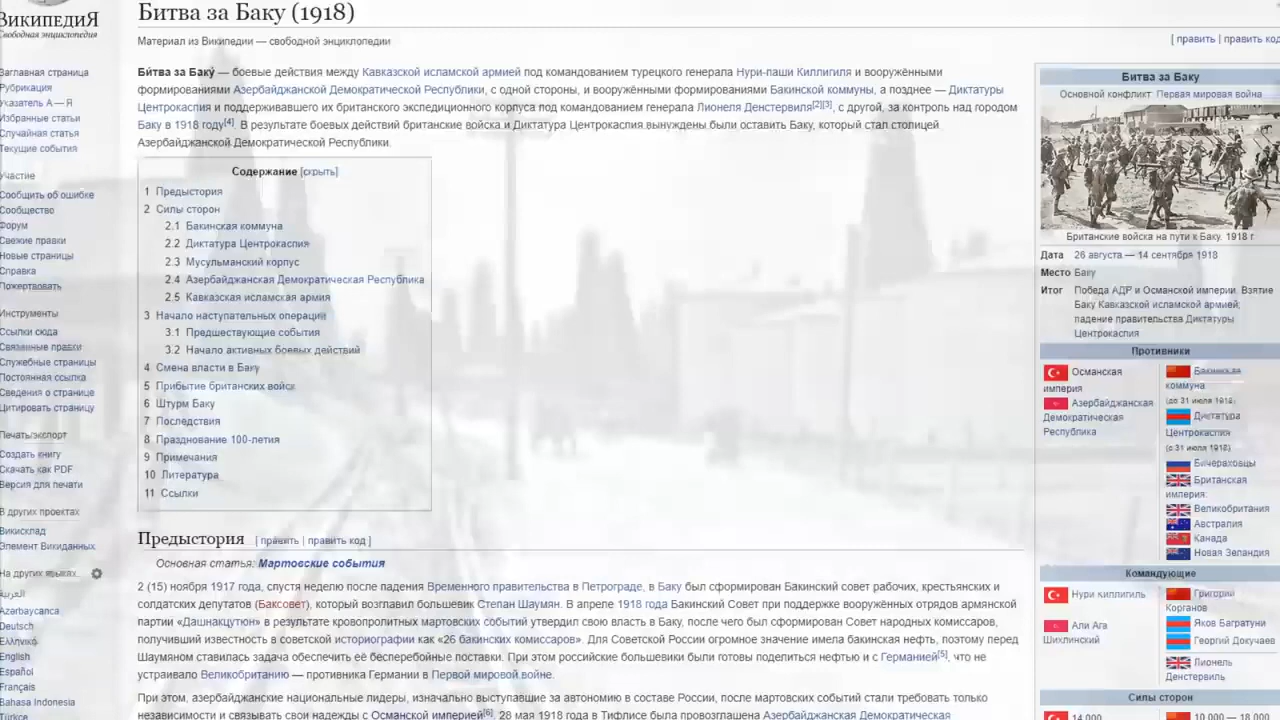 ВикипедиЯ
Свободная энциклопедия
Заглавная страница
Рубрикация
Указатель А — Я
Избранные статьи
Случайная статья
Текущие события
Участие
Сообщить об ошибке
Сообщество
Форум
Свежие правки
Новые страницы
Справка
Пожертвовать
Инструменты
Ссылки сюда
Связанные правки
Служебные страницы
Постоянная ссылка
Сведения о странице
Цитировать страницу
Печать/экспорт
Создать книгу
Скачать как PDF
Версия для печати
В других проектах
Викисклад
Элемент Викиданных
На других языках
العربية
Azərbaycanca
Deutsch
Ελληνικά
English
Español
Français
Bahasa Indonesia
Türkçe
Битва за Баку (1918)
Материал из Википедии — свободной энциклопедии
[ править | править код
Би́тва за Баку́ — боевые действия между Кавказской исламской армией под командованием турецкого генерала Нури-паши Киллигиля и вооружёнными
формированиями Азербайджанской Демократической Республики, с одной стороны, и вооружёнными формированиями Бакинской коммуны, а позднее — Диктатуры
Центрокаспия и поддерживавшего их британского экспедиционного корпуса под командованием генерала Лионеля Денстервиля[2][3], с другой, за контроль над городом
Баку в 1918 году[4]. В результате боевых действий британские войска и Диктатура Центрокаспия вынуждены были оставить Баку, который стал столицей
Азербайджанской Демократической Республики.
Содержание [скрыть]
1 Предыстория
2 Силы сторон
2.1 Бакинская коммуна
2.2 Диктатура Центрокаспия
2.3 Мусульманский корпус
2.4 Азербайджанская Демократическая Республика
2.5 Кавказская исламская армия
3 Начало наступательных операций
3.1 Предшествующие события
3.2 Начало активных боевых действий
4 Смена власти в Баку
5 Прибытие британских войск
6 Штурм Баку
7 Последствия
8 Празднование 100-летия
9 Примечания
10 Литература
11 Ссылки
Предыстория [ править | править код ]
Основная статья: Мартовские события
2 (15) ноября 1917 года, спустя неделю после падения Временного правительства в Петрограде, в Баку был сформирован Бакинский совет рабочих, крестьянских и
солдатских депутатов (Баксовет), который возглавил большевик Степан Шаумян. В апреле 1918 года Бакинский Совет при поддержке вооружённых отрядов армянской
партии «Дашнакцутюн» в результате кровопролитных мартовских событий утвердил свою власть в Баку, после чего был сформирован Совет народных комиссаров,
получивший известность в советской историографии как «26 бакинских комиссаров». Для Советской России огромное значение имела бакинская нефть, поэтому перед
Шаумяном ставилась задача обеспечить её бесперебойные поставки. При этом российские большевики были готовы поделиться нефтью и с Германией[5], что не
устраивало Великобританию — противника Германии в Первой мировой войне.
При этом, азербайджанские национальные лидеры, изначально выступавшие за автономию в составе России, после мартовских событий стали требовать только
независимости и связывать свои надежды с Османской империей[6]. 28 мая 1918 года в Тифлисе была провозглашена Азербайджанская Демократическая
Битва за Баку
Основной конфликт: Первая мировая война
Британские войска на пути к Баку. 1918 г.
Дата 26 августа — 14 сентября 1918
Место Баку
Итог Победа АДР и Османской империи. Взятие
Баку Кавказской исламской армией;
падение правительства Диктатуры
Центрокаспия
Противники
Османская
империя
Азербайджанская
Демократическая
Республика
Бакинская
коммуна
(до 31 июля 1918)
Диктатура
Центрокаспия
(с 31 июля 1918)
Бичераховцы
Британская
империя:
Великобритания
Австралия
Канада
Новая Зеландия
Командующие
Нури Киллигиль
Али Ага
Шихлинский
Григорий
Корганов
Яков Багратуни
Георгий Докучаев
Лионель
Денстервиль
Силы сторон
14 000
10 000 — 18 000